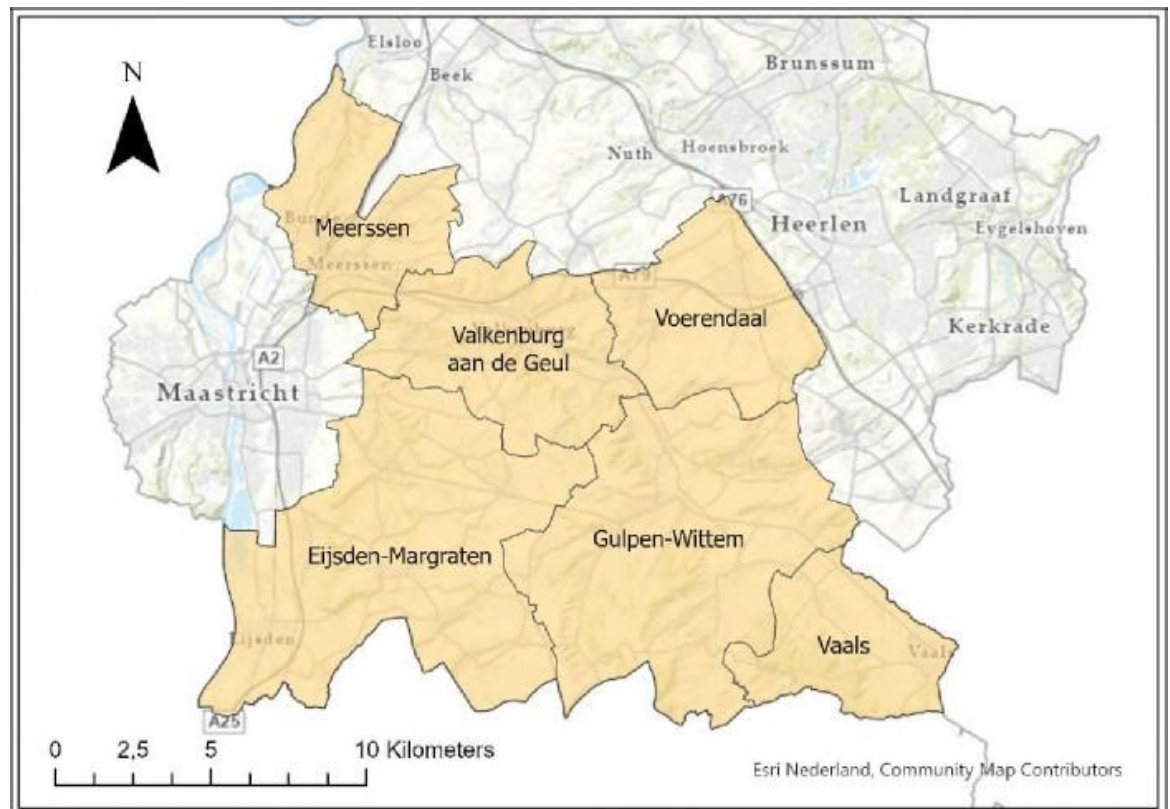 Elsloo
Beek
Brunssum
N
Nuth
Hoensbroek
A76
Landgraaf
Heerlen
Eygelshoven
Bunde
Meerssen
Meerssen
A79
Voerendaal
Kerkrade
Valkenburg
aan de Geul
A2
Maastricht
Gulpen-Wittem
Eijsden-Margraten
Eijsden
Vaals
Vaals
A25
0 2,5 5 10 Kilometers
Esri Nederland, Community Map Contributors